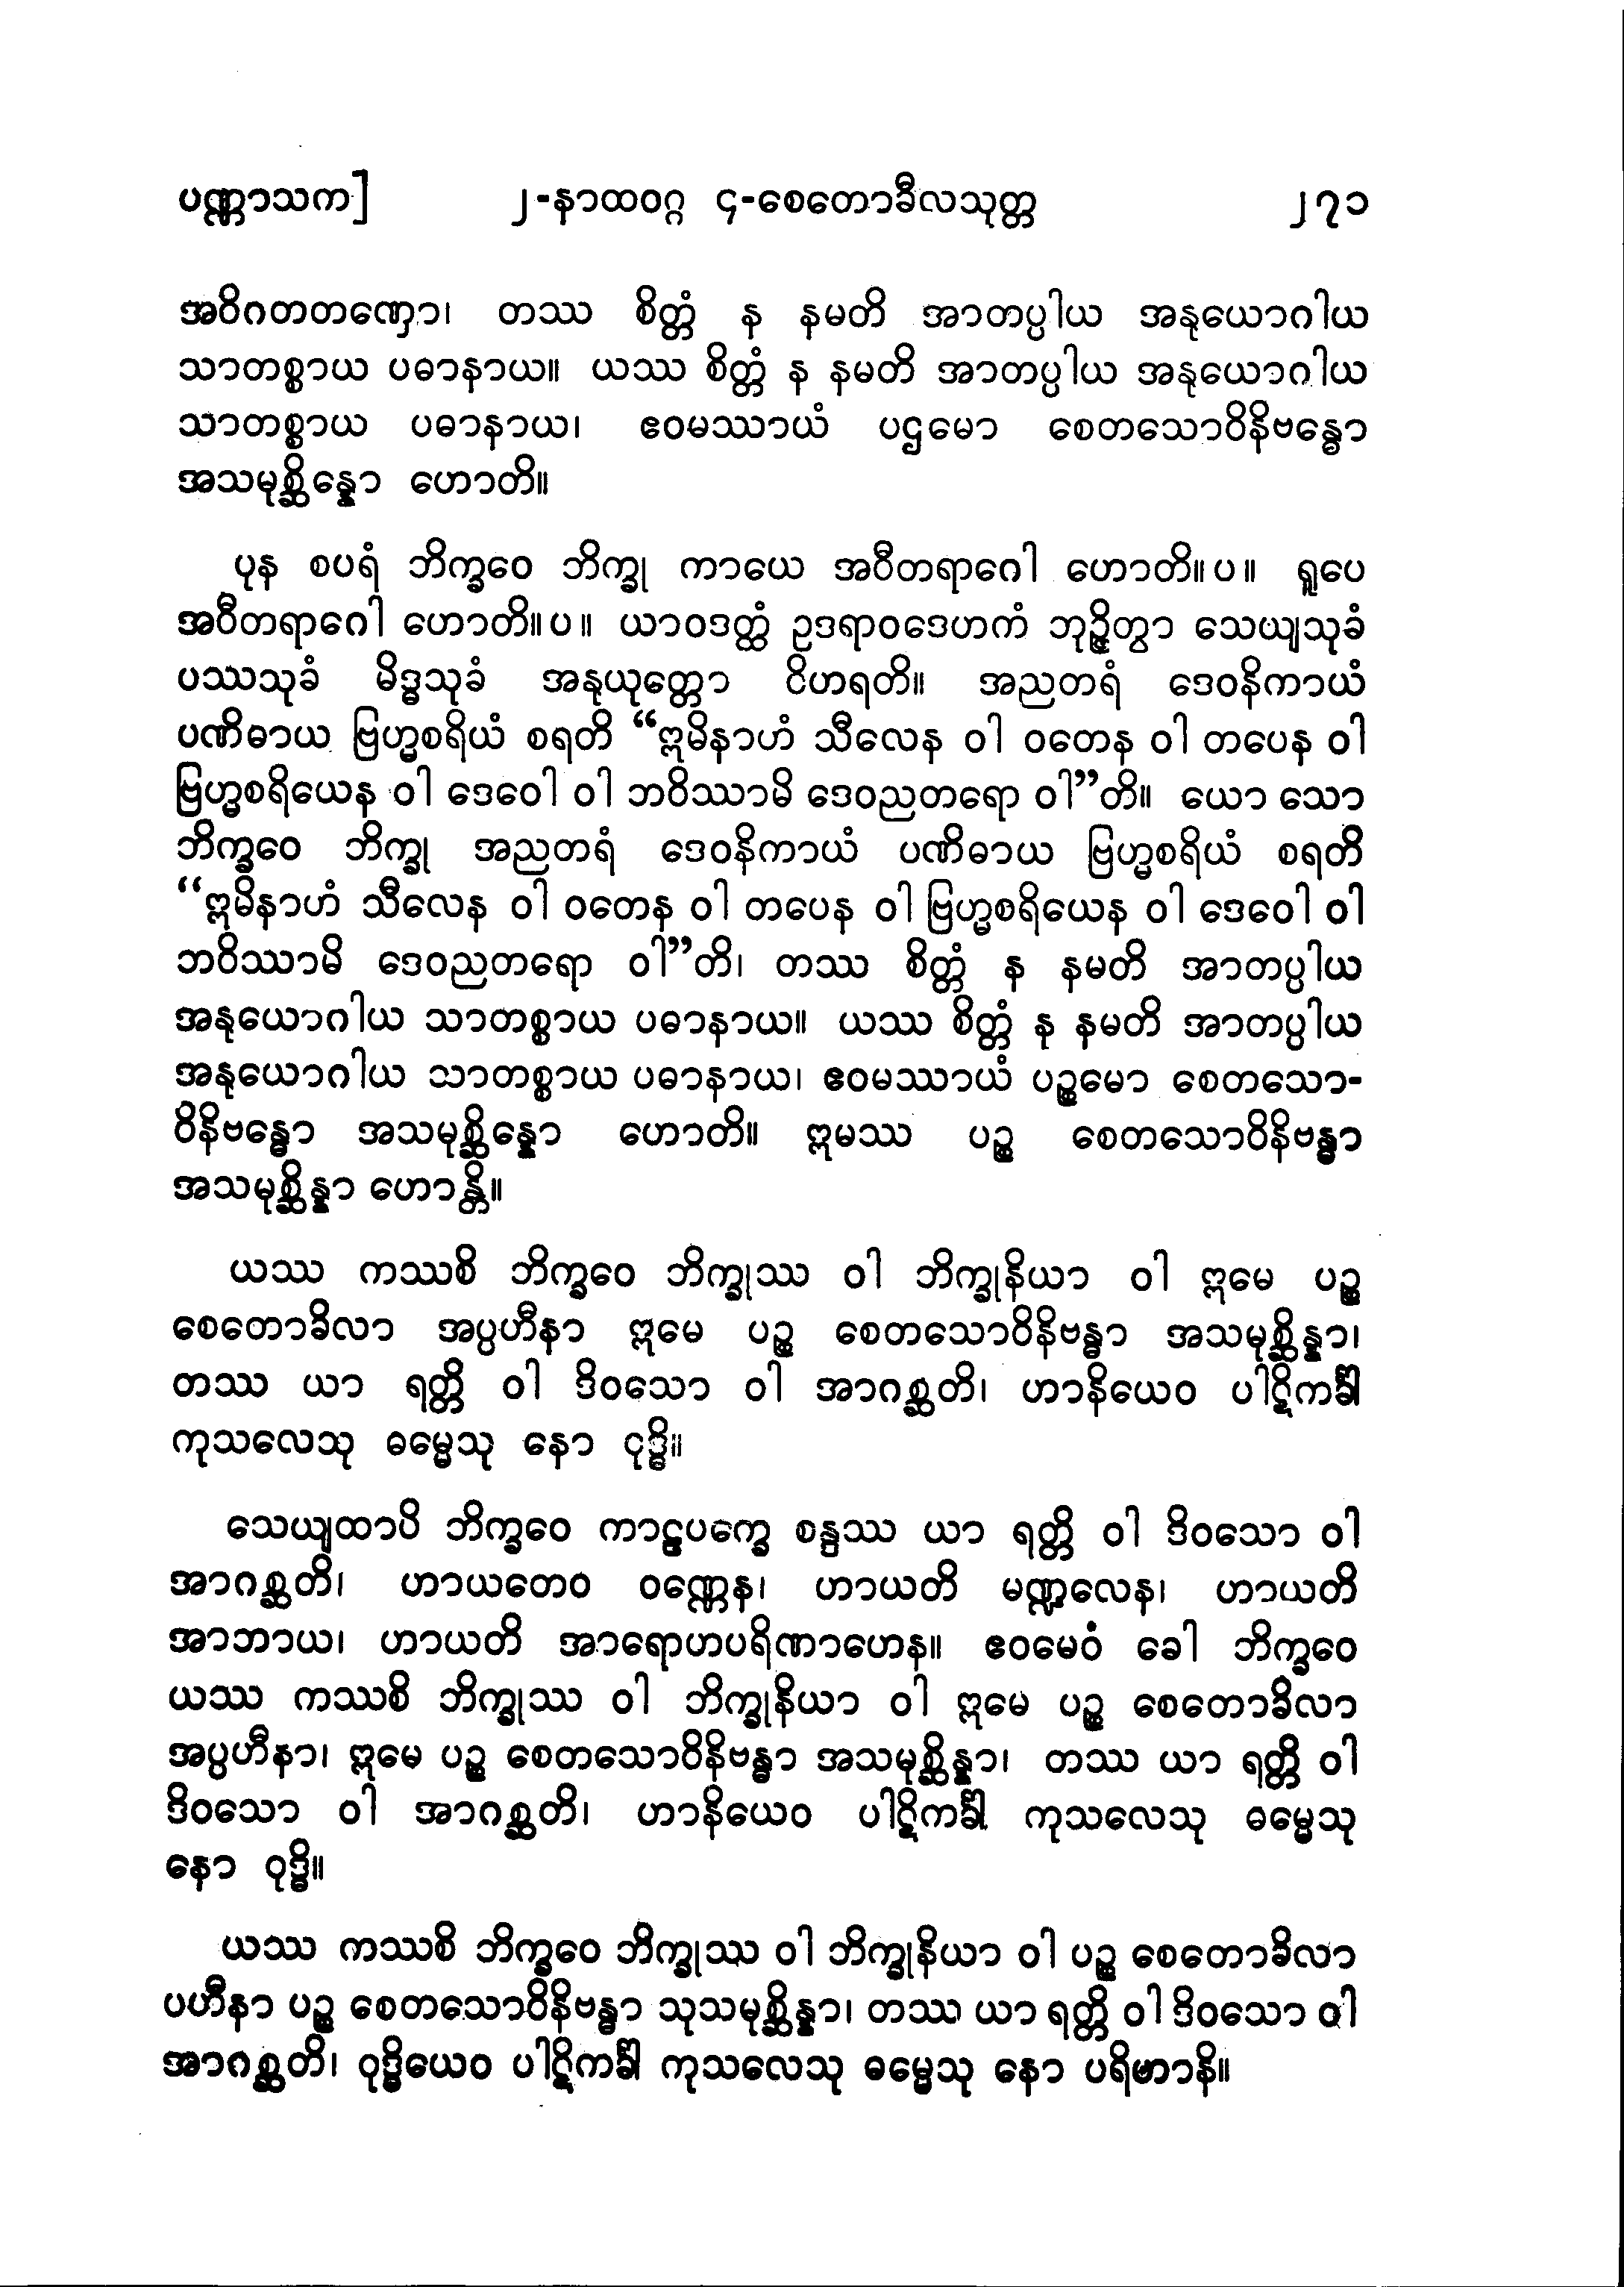 ပဏ္ဏာသက] ၂-နာထဝဂ္ဂ ၄-စေတောခီလသုတ္တ ၂၇၁
အဝိဂတတဏှော၊ တဿ စိတ္တံ န နမတိ အာတပ္ပါယ အနုယောဂါယ
သာတစ္စာယ ပဓာနာယ။ ယဿ စိတ္တံ န နမတိ အာတပ္ပါယ အနုယောဂါယ
သာတစ္စာယ ပဓာနာယ၊ ဧဝမဿာယံ ပဌမော စေတသောဝိနိဗန္ဓော
အသမုစ္ဆိန္နော ဟောတိ။
ပုန စပရံ ဘိက္ခဝေ ဘိက္ခု ကာယေ အဝီတရာဂေါ ဟောတိ။ပ။ ရူပေ
အဝီတရာဂေါ ဟောတိ။ပ။ ယာဝဒတ္ထံ ဥဒရာဝဒေဟကံ ဘုဉ္ဇိတွာ သေယျသုခံ
ပဿသုခံ မိဒ္ဓသုခံ အနုယုတ္တော ဝိဟရတိ။ အညတရံ ဒေဝနိကာယံ
ပဏိဓာယ ဗြဟ္မစရိယံ စရတိ “ဣမိနာဟံ သီလေန ဝါ ဝတေန ဝါ တပေန ဝါ
ဗြဟ္မစရိယေန ဝါ ဒေဝေါ ဝါ ဘဝိဿာမိ ဒေဝညတရော ဝါ”တိ။ ယော သော
ဘိက္ခဝေ ဘိက္ခု အညတရံ ဒေဝနိကာယံ ပဏိဓာယ ဗြဟ္မစရိယံ စရတိ
“ဣမိနာဟံ သီလေန ဝါ ဝတေန ဝါ တပေန ဝါ ဗြဟ္မစရိယေန ဝါ ဒေဝေါ ဝါ
ဘဝိဿာမိ ဒေဝညတရော ဝါ”တိ၊ တဿ စိတ္တံ န နမတိ အာတပ္ပါယ
အနုယောဂါယ သာတစ္စာယ ပဓာနာယ။ ယဿ စိတ္တံ န နမတိ အာတပ္ပါယ
အနုယောဂါယ သာတစ္စာယ ပဓာနာယ၊ ဧဝမဿာယံ ပဉ္စမော စေတသော-
ဝိနိဗန္ဓော အသမုစ္ဆိန္နော ဟောတိ။ ဣမဿ ပဉ္စ စေတသောဝိနိဗန္ဓာ
အသမုစ္ဆိန္နာ ဟောန္တိ။
ယဿ ကဿစိ ဘိက္ခဝေ ဘိက္ခုဿ ဝါ ဘိက္ခုနိယာ ဝါ ဣမေ ပဉ္စ
စေတောခိလာ အပ္ပဟီနာ ဣမေ ပဉ္စ စေတသောဝိနိဗန္ဓာ အသမုစ္ဆိန္နာ၊
တဿ ယာ ရတ္တိ ဝါ ဒိဝသော ဝါ အာဂစ္ဆတိ၊ ဟာနိယေဝ ပါဋိကင်္ခါ
ကုသလေသု ဓမ္မေသု နော ဝုဒ္ဓိ။
သေယျထာပိ ဘိက္ခဝေ ကာဠပက္ခေ စန္ဒဿ ယာ ရတ္တိ ဝါ ဒိဝသော ဝါ
အာဂစ္ဆတိ၊ ဟာယတေဝ ဝဏ္ဏေန၊ ဟာယတိ မဏ္ဍလေန၊ ဟာယတိ
အာဘာယ၊ ဟာယတိ အာရောဟပရိဏာဟေန။ ဧဝမေဝံ ခေါ ဘိက္ခဝေ
ယဿ ကဿစိ ဘိက္ခုဿ ဝါ ဘိက္ခုနိယာ ဝါ ဣမေ ပဉ္စ စေတောခိလာ
အပ္ပဟီနာ၊ ဣမေ ပဉ္စ စေတသောဝိနိဗန္ဓာ အသမုစ္ဆိန္နာ၊ တဿ ယာ ရတ္တိ ဝါ
ဒိဝသော ဝါ အာဂစ္ဆတိ၊ ဟာနိယေဝ ပါဋိကင်္ခါ ကုသလေသု ဓမ္မေသု
နော ဝုဒ္ဓိ။
ယဿ ကဿစိ ဘိက္ခဝေ ဘိက္ခုဿ ဝါ ဘိက္ခုနိယာ ဝါ ပဉ္စ စေတောခိလာ
ပဟီနာ ပဉ္စ စေတသောဝိနိဗန္ဓာ သုသမုစ္ဆိန္နာ၊ တဿ ယာ ရတ္တိ ဝါ ဒိဝသော ဝါ
အာဂစ္ဆတိ၊ ဝုဒ္ဓိယေဝ ပါဋိကင်္ခါ ကုသလေသု ဓမ္မေသု နော ပရိဟာနိ။